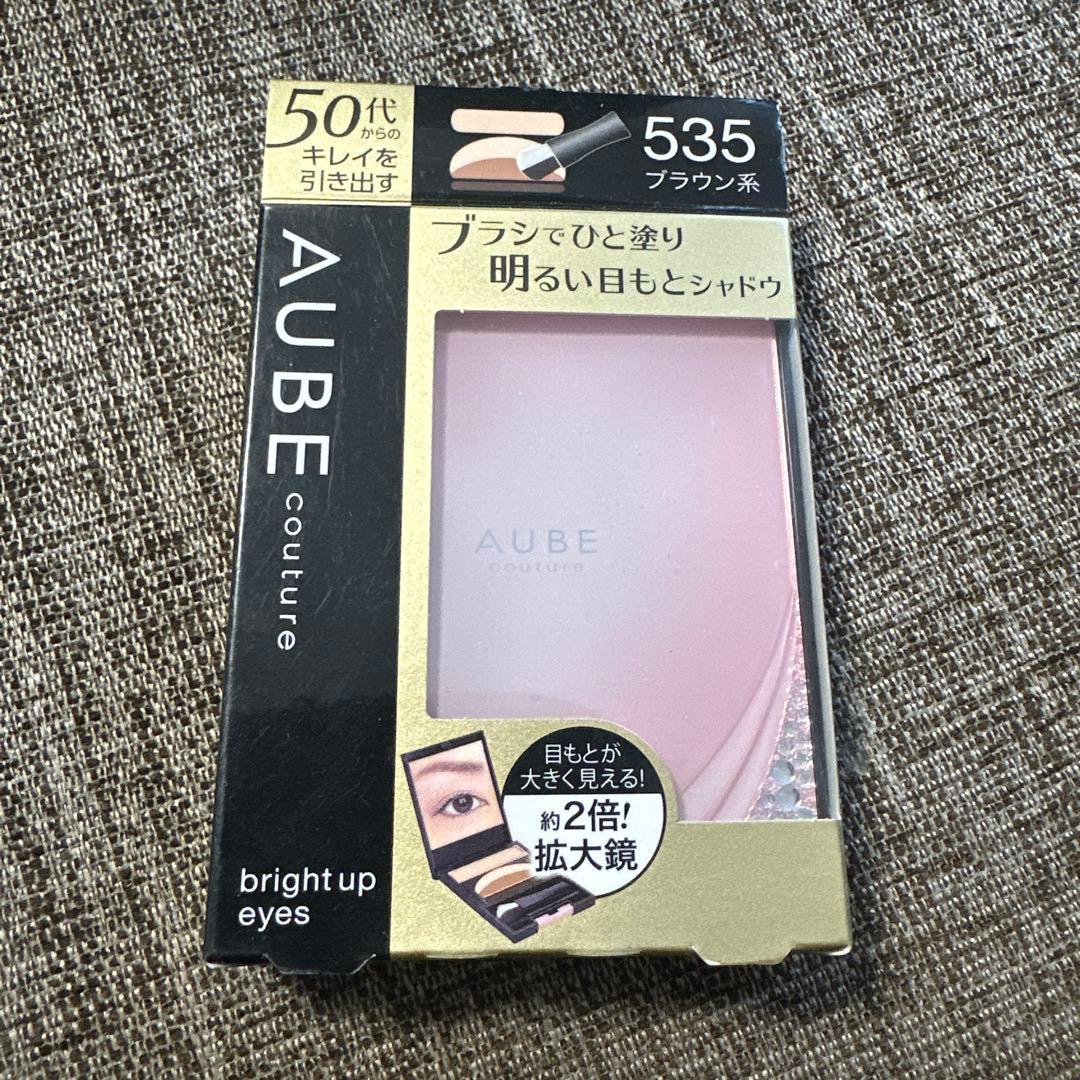 50代
からの
キレイを
引き出す
535
ブラウン系
ブラシでひと塗り
明るい目もとシャドウ
AUBE
couture
AUBE
couture
目もとが
大きく見える!
約2倍!
拡大鏡
bright up
eyes